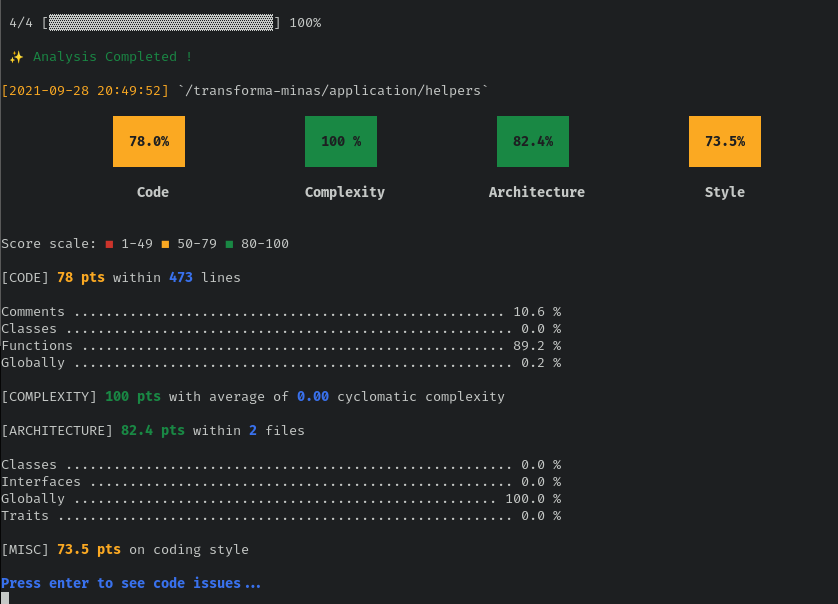 4/4 [▓▓▓▓▓▓▓▓▓▓▓▓▓▓▓▓▓▓▓▓▓▓▓▓▓▓▓▓] 100%
✨ Analysis Completed !
[2021-09-28 20:49:52] `/transforma-minas/application/helpers`
78.0% 100 % 82.4% 73.5%
Code Complexity Architecture Style
Score scale: ■ 1-49 ■ 50-79 ■ 80-100
[CODE] 78 pts within 473 lines
Comments ...................................................... 10.6 %
Classes ........................................................ 0.0 %
Functions ..................................................... 89.2 %
Globally ....................................................... 0.2 %
[COMPLEXITY] 100 pts with average of 0.00 cyclomatic complexity
[ARCHITECTURE] 82.4 pts within 2 files
Classes ........................................................ 0.0 %
Interfaces ..................................................... 0.0 %
Globally ..................................................... 100.0 %
Traits ......................................................... 0.0 %
[MISC] 73.5 pts on coding style
Press enter to see code issues...